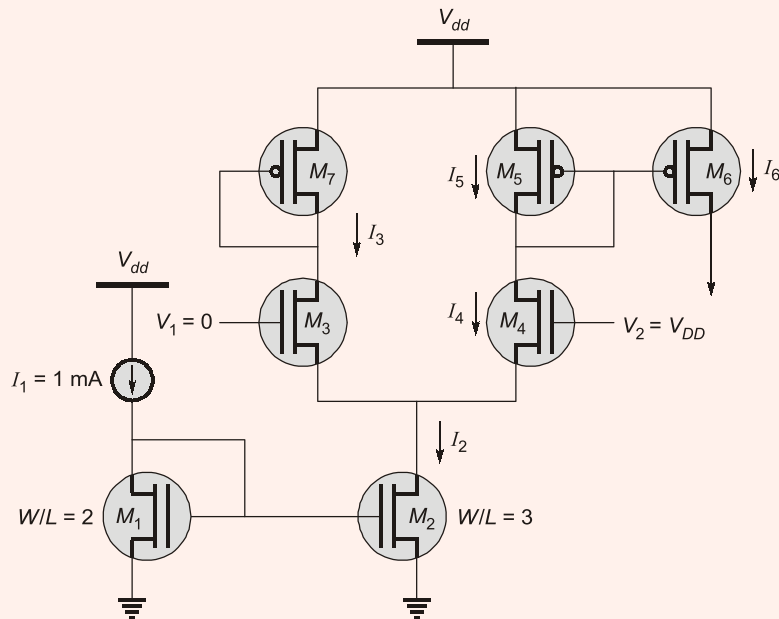 V_dd
M_7
I_5
M_5
M_6
I_6
I_3
V_dd
V_1 = 0
M_3
I_4
M_4
V_2 = V_DD
I_1 = 1 mA
I_2
W/L = 2
M_1
M_2
W/L = 3